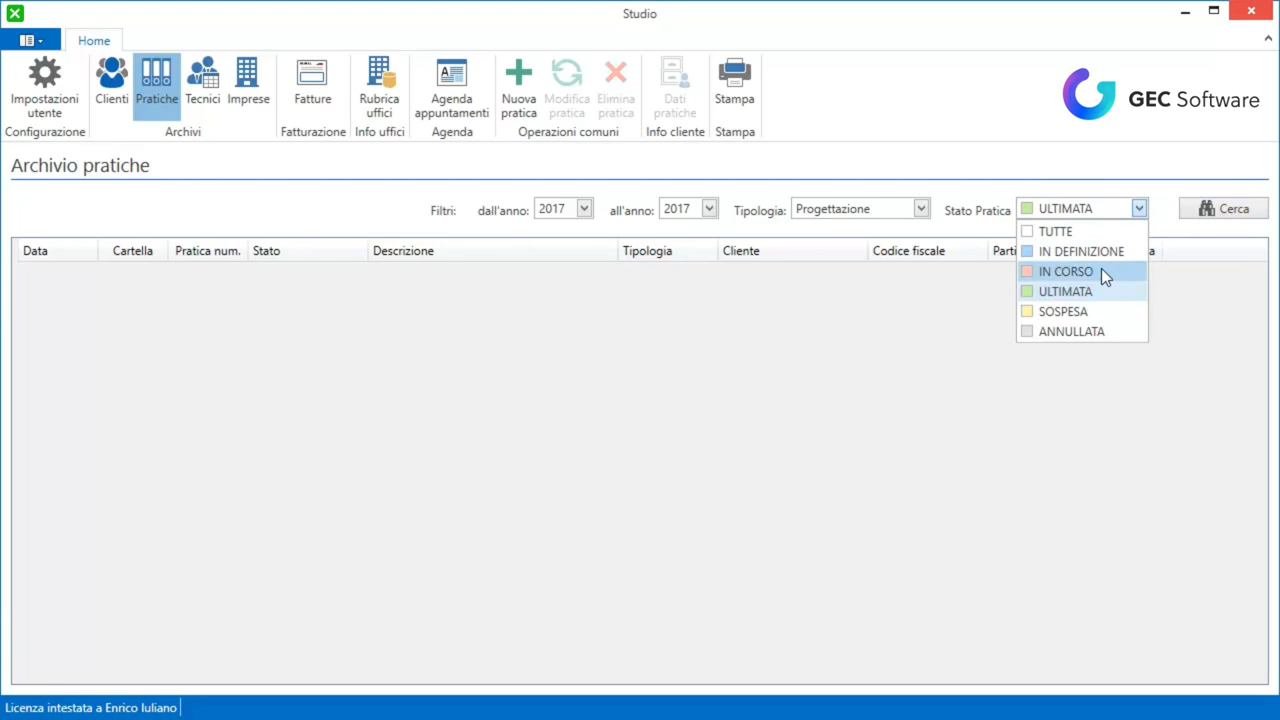 Studio
Home
Impostazioni utente
Clienti
Pratiche
Tecnici
Imprese
Fatture
Rubrica uffici
Agenda appuntamenti
Nuova pratica
Modifica pratica
Elimina pratica
Dati pratiche
Stampa
Configurazione
Archivi
Fatturazione
Info uffici
Agenda
Operazioni comuni
Info cliente
Stampa
GEC Software
Archivio pratiche
Filtri: dall'anno: 2017 all'anno: 2017 Tipologia: Progettazione Stato Pratica ULTIMATA Cerca
Data Cartella Pratica num. Stato Descrizione Tipologia Cliente Codice fiscale
TUTTE
IN DEFINIZIONE
IN CORSO
ULTIMATA
SOSPESA
ANNULLATA
Licenza intestata a Enrico Iuliano